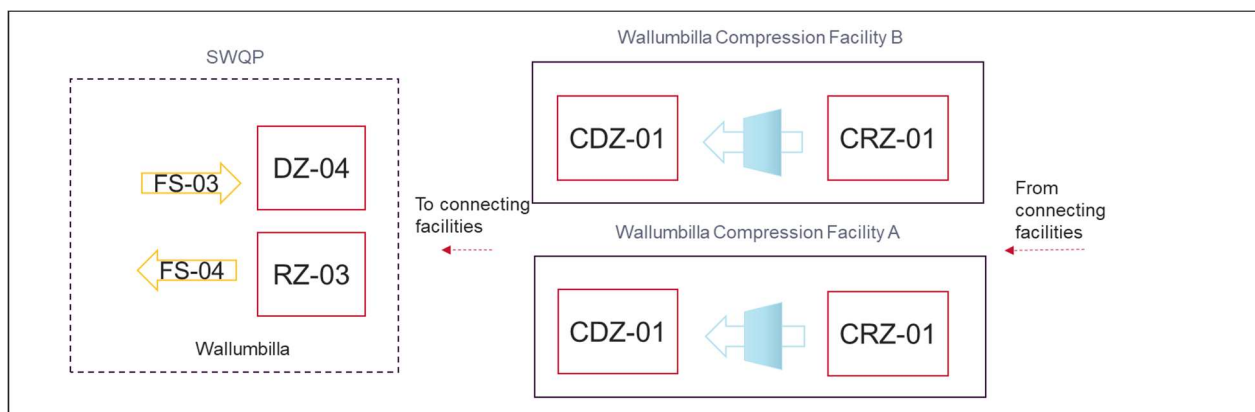 SWQP
FS-03
DZ-04
FS-04
RZ-03
Wallumbilla
To connecting
facilities
Wallumbilla Compression Facility B
CDZ-01
CRZ-01
Wallumbilla Compression Facility A
CDZ-01
CRZ-01
From
connecting
facilities